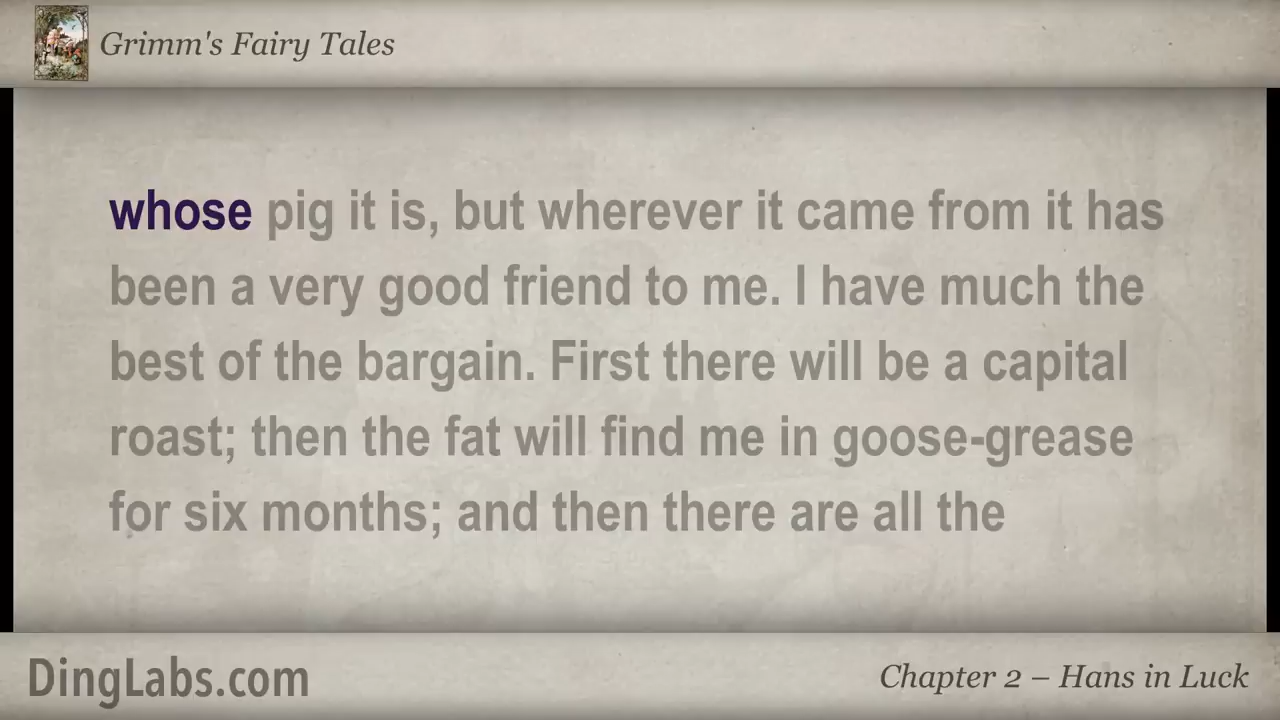 Grimm's Fairy Tales
whose pig it is, but wherever it came from it has
been a very good friend to me. I have much the
best of the bargain. First there will be a capital
roast; then the fat will find me in goose-grease
for six months; and then there are all the
DingLabs.com
Chapter 2 – Hans in Luck